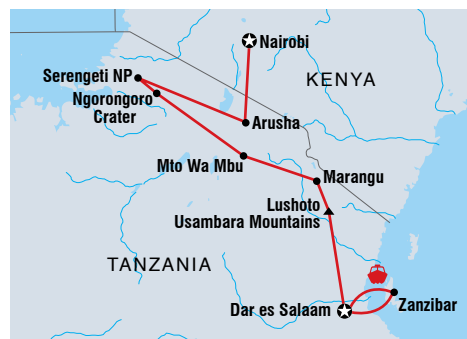 Nairobi
KENYA
Serengeti NP
Ngorongoro
Crater
Arusha
Mto Wa Mbu
Marangu
Lushoto
Usambara Mountains
TANZANIA
Dar es Salaam
Zanzibar